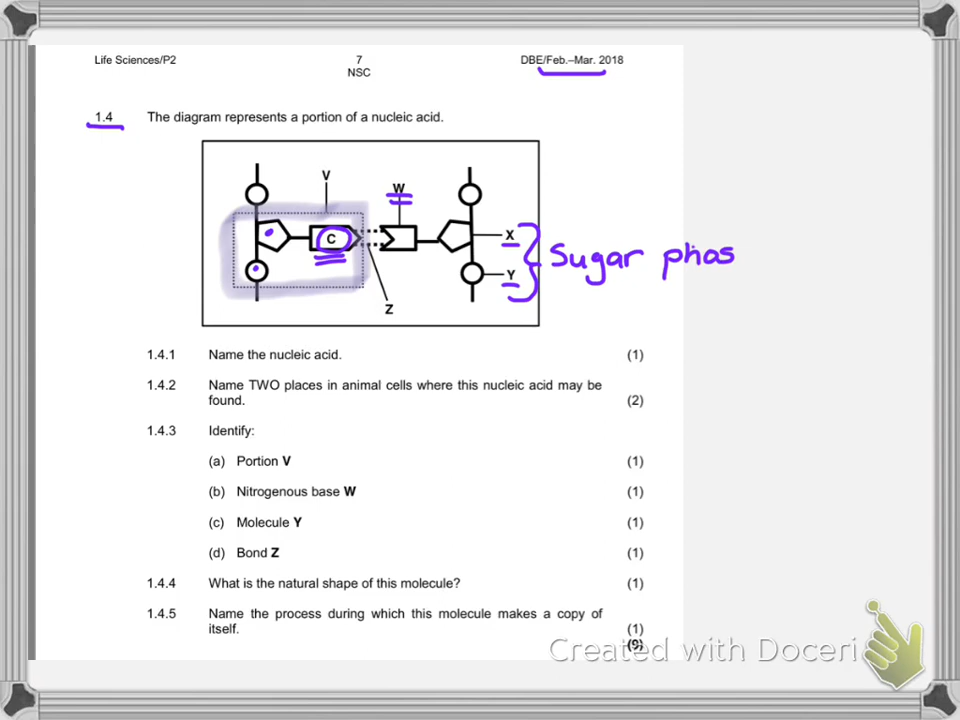 Life Sciences/P2 7 DBE/Feb.–Mar. 2018
NSC
1.4 The diagram represents a portion of a nucleic acid.
V
W
C
X
Sugar phos
Y
Z
1.4.1 Name the nucleic acid. (1)
1.4.2 Name TWO places in animal cells where this nucleic acid may be
found. (2)
1.4.3 Identify:
(a) Portion V (1)
(b) Nitrogenous base W (1)
(c) Molecule Y (1)
(d) Bond Z (1)
1.4.4 What is the natural shape of this molecule? (1)
1.4.5 Name the process during which this molecule makes a copy of
itself. (1)
(9)
Created with Doceri